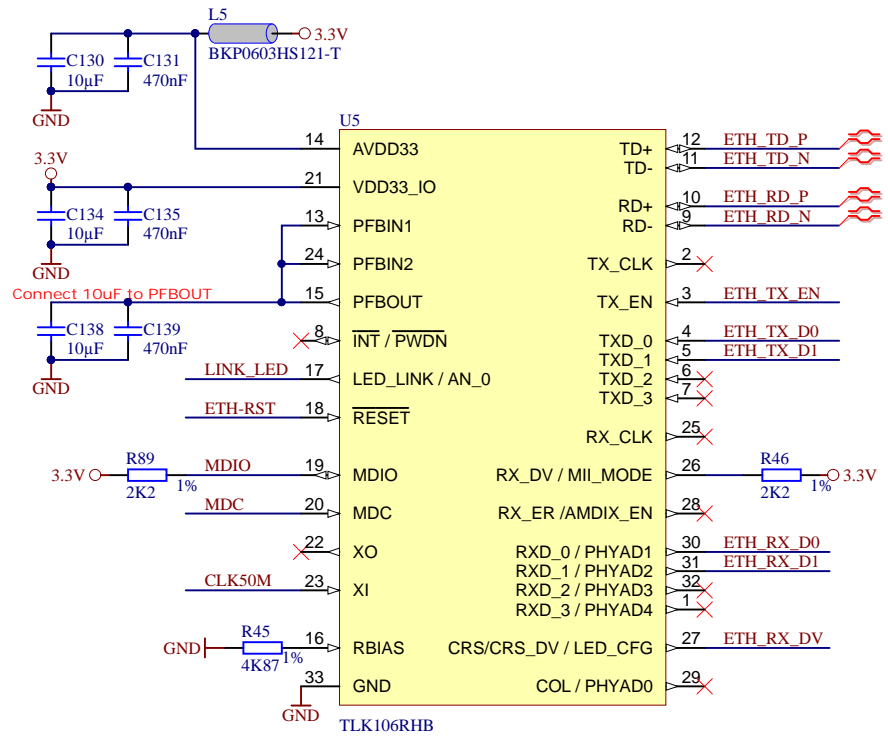 L5
3.3V
BKP0603HS121-T
C130
10µF
C131
470nF
GND
U5
14
AVDD33
TD+
12
ETH_TD_P
TD-
11
ETH_TD_N
3.3V
21
VDD33_IO
RD+
10
ETH_RD_P
RD-
9
ETH_RD_N
C134
10µF
C135
470nF
GND
13
PFBIN1
24
PFBIN2
TX_CLK
2
Connect 10uF to PFBOUT
15
PFBOUT
TX_EN
3
ETH_TX_EN
C138
10µF
C139
470nF
GND
8
INT / PWDN
TXD_0
4
ETH_TX_D0
TXD_1
5
ETH_TX_D1
LINK_LED
17
LED_LINK / AN_0
TXD_2
6
TXD_3
7
ETH-RST
18
RESET
RX_CLK
25
3.3V
R89
2K2
1%
MDIO
19
MDIO
RX_DV / MII_MODE
26
R46
2K2
1%
3.3V
MDC
20
MDC
RX_ER /AMDIX_EN
28
22
XO
RXD_0 / PHYAD1
30
ETH_RX_D0
RXD_1 / PHYAD2
31
ETH_RX_D1
CLK50M
23
XI
RXD_2 / PHYAD3
32
RXD_3 / PHYAD4
1
GND
R45
4K87
1%
16
RBIAS
CRS/CRS_DV / LED_CFG
27
ETH_RX_DV
33
GND
COL / PHYAD0
29
GND
TLK106RHB